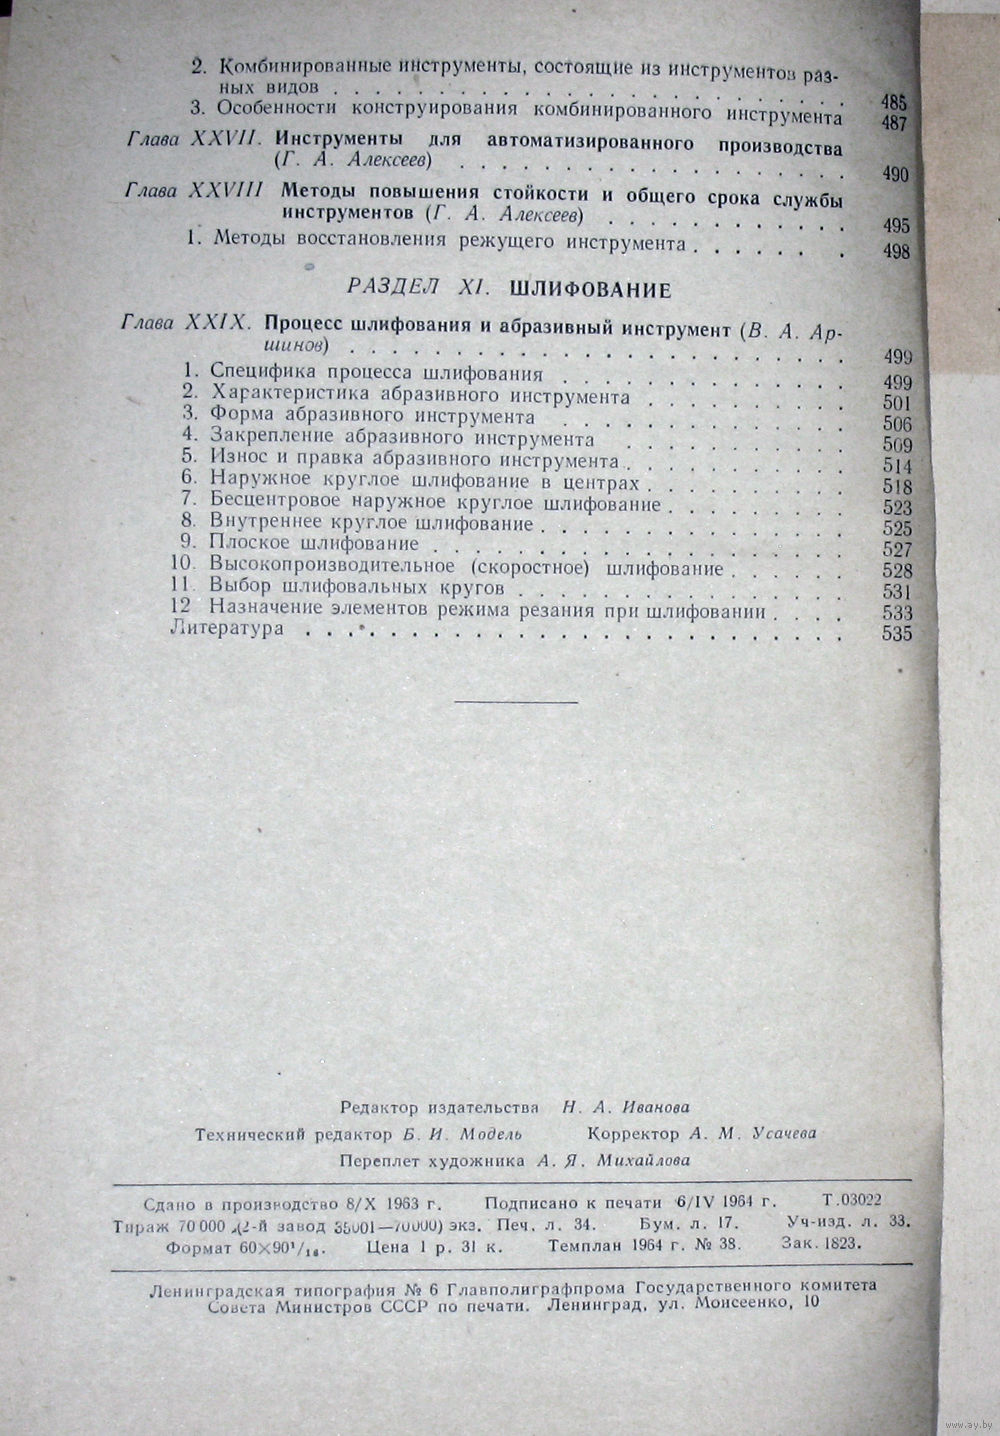 2. Комбинированные инструменты, состоящие из инструментов раз-
ных видов . . . . . . . . . . . . . . . . . . . . . . 485
3. Особенности конструирования комбинированного инструмента 487
Глава XXVII. Инструменты для автоматизированного производства
(Г. А. Алексеев) . . . . . . . . . . . . . . . . . . 490
Глава XXVIII Методы повышения стойкости и общего срока службы
инструментов (Г. А. Алексеев) . . . . . . . . . . . 495
1. Методы восстановления режущего инструмента . . . . . . . . 498
РАЗДЕЛ XI. ШЛИФОВАНИЕ
Глава XXIX. Процесс шлифования и абразивный инструмент (В. А. Ар-
шинов) . . . . . . . . . . . . . . . . . . . . . . 499
1. Специфика процесса шлифования . . . . . . . . . . . . . 499
2. Характеристика абразивного инструмента . . . . . . . . . 501
3. Форма абразивного инструмента . . . . . . . . . . . . . 506
4. Закрепление абразивного инструмента . . . . . . . . . . 509
5. Износ и правка абразивного инструмента . . . . . . . . . 514
6. Наружное круглое шлифование в центрах . . . . . . . . . 518
7. Бесцентровое наружное круглое шлифование . . . . . . . . 523
8. Внутреннее круглое шлифование . . . . . . . . . . . . . 525
9. Плоское шлифование . . . . . . . . . . . . . . . . . . 527
10. Высокопроизводительное (скоростное) шлифование . . . . . . 528
11. Выбор шлифовальных кругов . . . . . . . . . . . . . . 531
12 Назначение элементов режима резания при шлифовании . . . . 533
Литература . . . . . . . . . . . . . . . . . . . . . . . . 535
Редактор издательства Н. А. Иванова
Технический редактор Б. И. Модель Корректор А. М. Усачева
Переплет художника А. Я. Михайлова
Сдано в производство 8/X 1963 г. Подписано к печати 6/IV 1964 г. Т.03022
Тираж 70 000 (2-й завод 35001—70000) экз. Печ. л. 34. Бум. л. 17. Уч-изд. л. 33.
Формат 60×90¹/₁₆. Цена 1 р. 31 к. Темплан 1964 г. № 38. Зак. 1823.
Ленинградская типография № 6 Главполиграфпрома Государственного комитета
Совета Министров СССР по печати. Ленинград, ул. Моисеенко, 10
www.ay.by